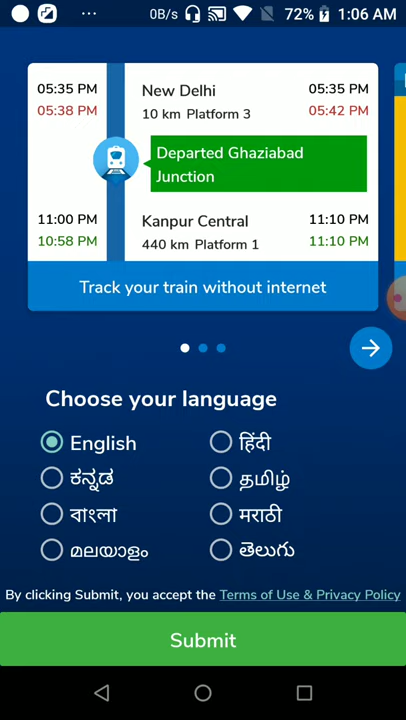 0B/s 72% 1:06 AM
05:35 PM New Delhi 05:35 PM
05:38 PM 10 km Platform 3 05:42 PM
Departed Ghaziabad
Junction
11:00 PM Kanpur Central 11:10 PM
10:58 PM 440 km Platform 1 11:10 PM
Track your train without internet
Choose your language
English हिंदी
ಕನ್ನಡ தமிழ்
বাংলা मराठी
മലയാളം తెలుగు
By clicking Submit, you accept the Terms of Use & Privacy Policy
Submit